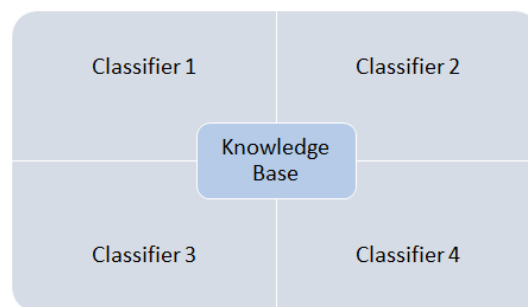 Classifier 1
Classifier 2
Knowledge
Base
Classifier 3
Classifier 4